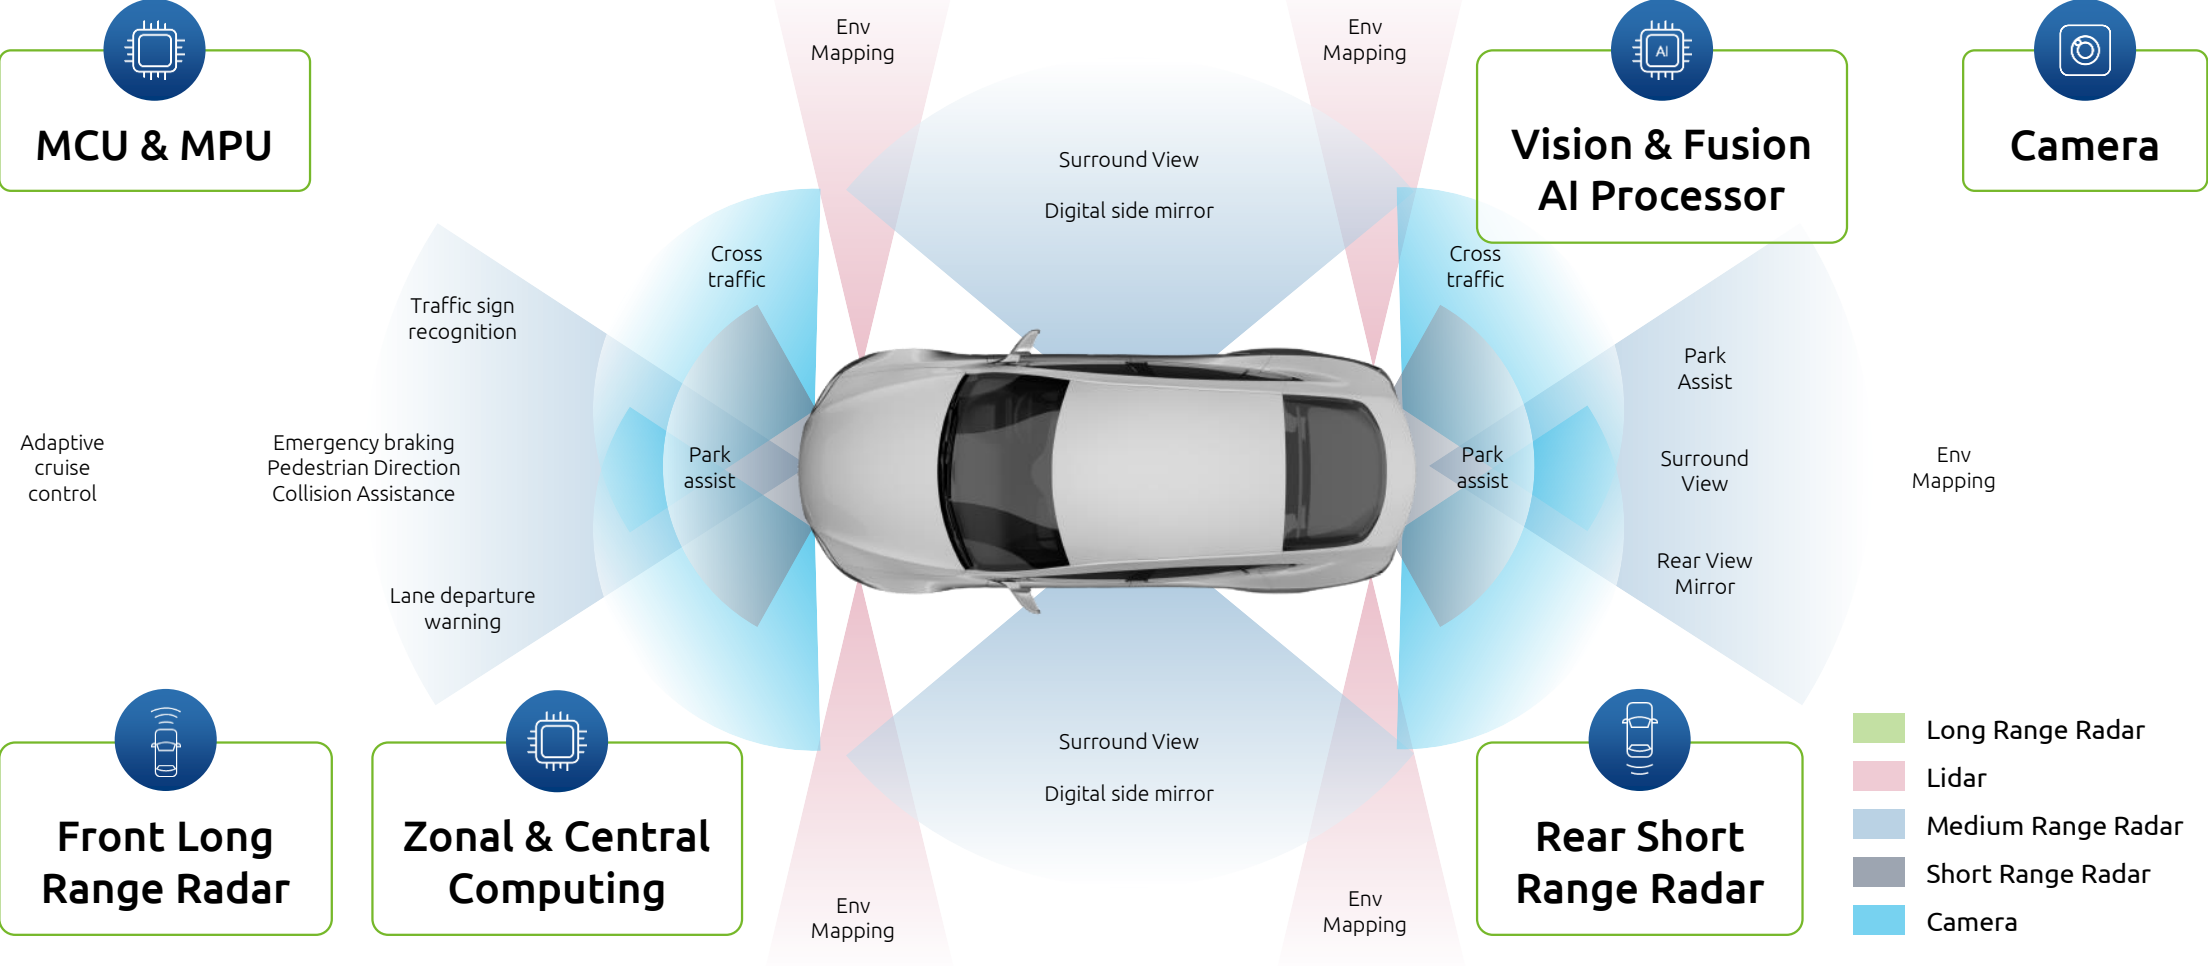 Env
Mapping
Env
Mapping
MCU & MPU
Vision & Fusion
AI Processor
AI
Camera
Surround View
Digital side mirror
Cross
traffic
Cross
traffic
Traffic sign
recognition
Park
Assist
Adaptive
cruise
control
Emergency braking
Pedestrian Direction
Collision Assistance
Park
assist
Park
assist
Surround
View
Env
Mapping
Rear View
Mirror
Lane departure
warning
Surround View
Digital side mirror
Front Long
Range Radar
Zonal & Central
Computing
Env
Mapping
Env
Mapping
Rear Short
Range Radar
Long Range Radar
Lidar
Medium Range Radar
Short Range Radar
Camera